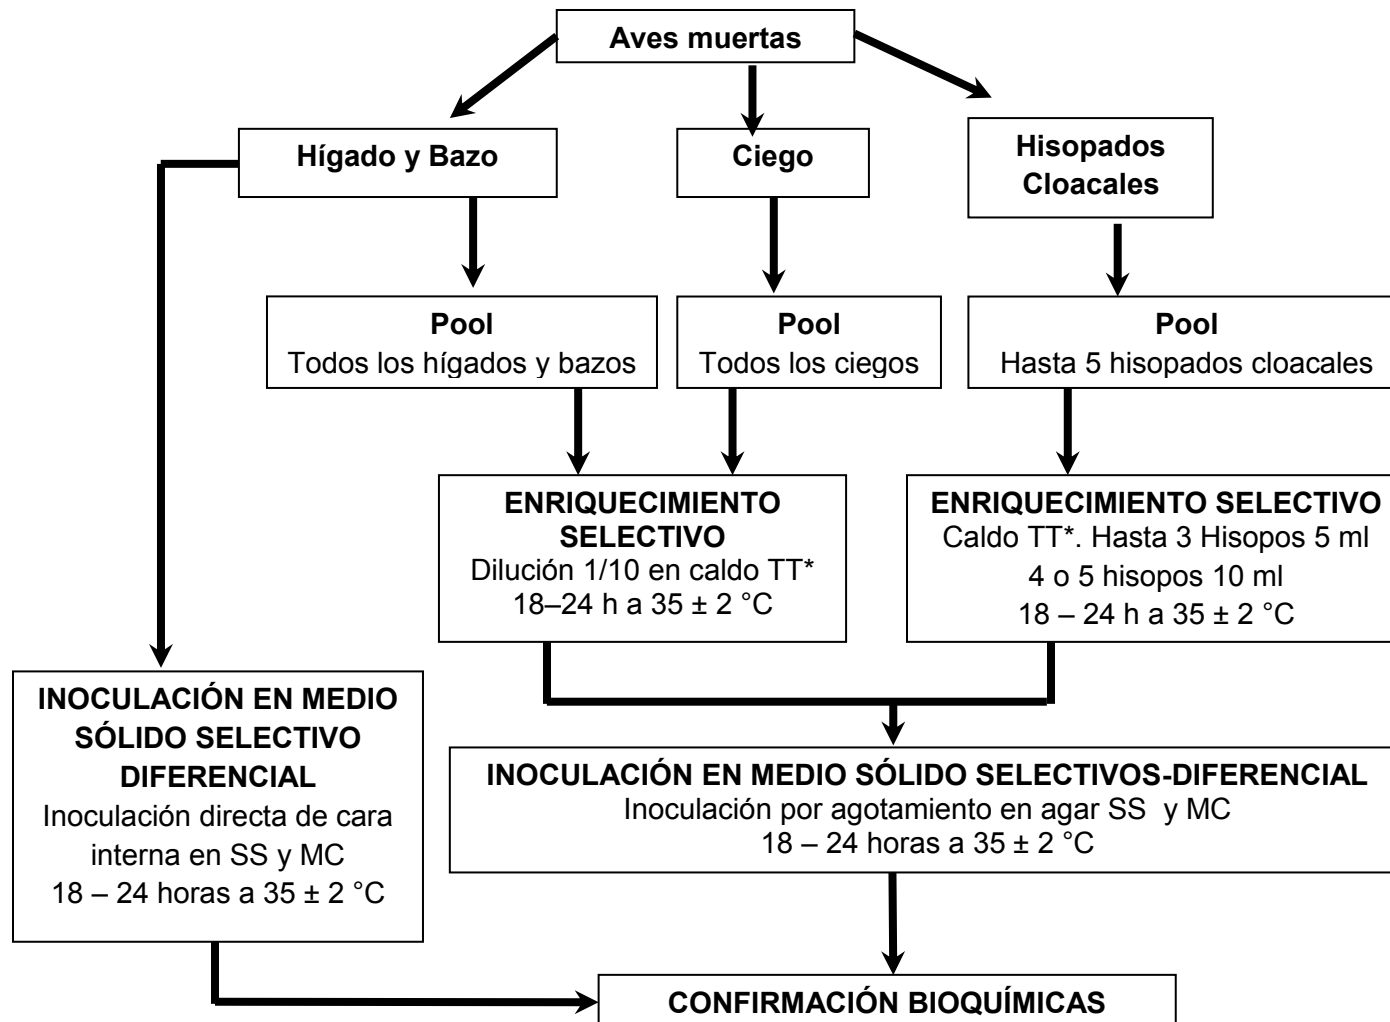 Aves muertas
Hígado y Bazo
Ciego
Hisopados
Cloacales
Pool
Todos los hígados y bazos
Pool
Todos los ciegos
Pool
Hasta 5 hisopados cloacales
ENRIQUECIMIENTO
SELECTIVO
Dilución 1/10 en caldo TT*
18–24 h a 35 ± 2 °C
ENRIQUECIMIENTO SELECTIVO
Caldo TT*. Hasta 3 Hisopos 5 ml
4 o 5 hisopos 10 ml
18 – 24 h a 35 ± 2 °C
INOCULACIÓN EN MEDIO
SÓLIDO SELECTIVO
DIFERENCIAL
Inoculación directa de cara
interna en SS y MC
18 – 24 horas a 35 ± 2 °C
INOCULACIÓN EN MEDIO SÓLIDO SELECTIVOS-DIFERENCIAL
Inoculación por agotamiento en agar SS y MC
18 – 24 horas a 35 ± 2 °C
CONFIRMACIÓN BIOQUÍMICAS